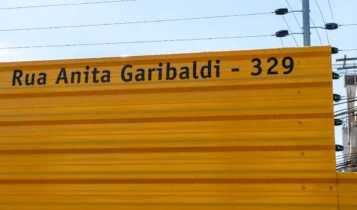 Rua Anita Garibaldi - 329